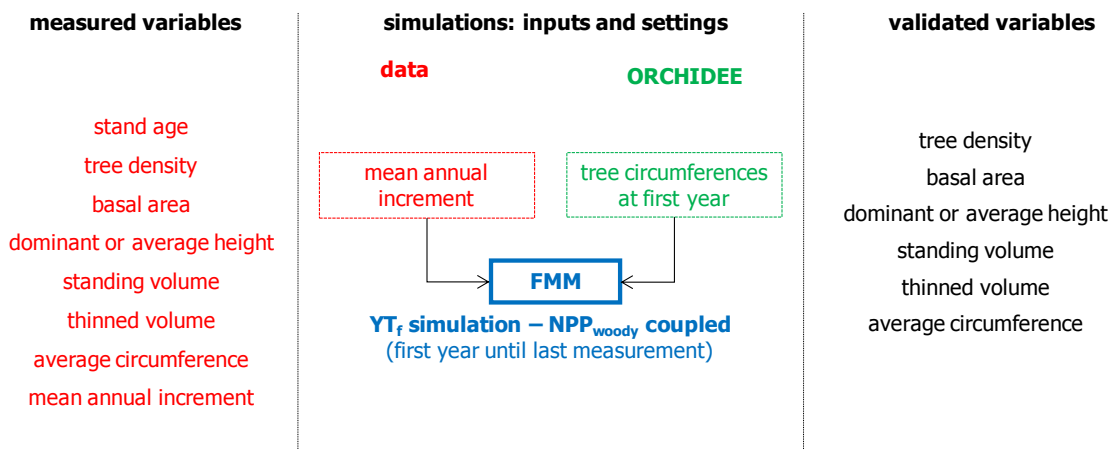 measured variables
simulations: inputs and settings
validated variables
data
ORCHIDEE
stand age
tree density
basal area
dominant or average height
standing volume
thinned volume
average circumference
mean annual increment
mean annual
increment
tree circumferences
at first year
FMM
YTf simulation – NPPwoody coupled
(first year until last measurement)
tree density
basal area
dominant or average height
standing volume
thinned volume
average circumference